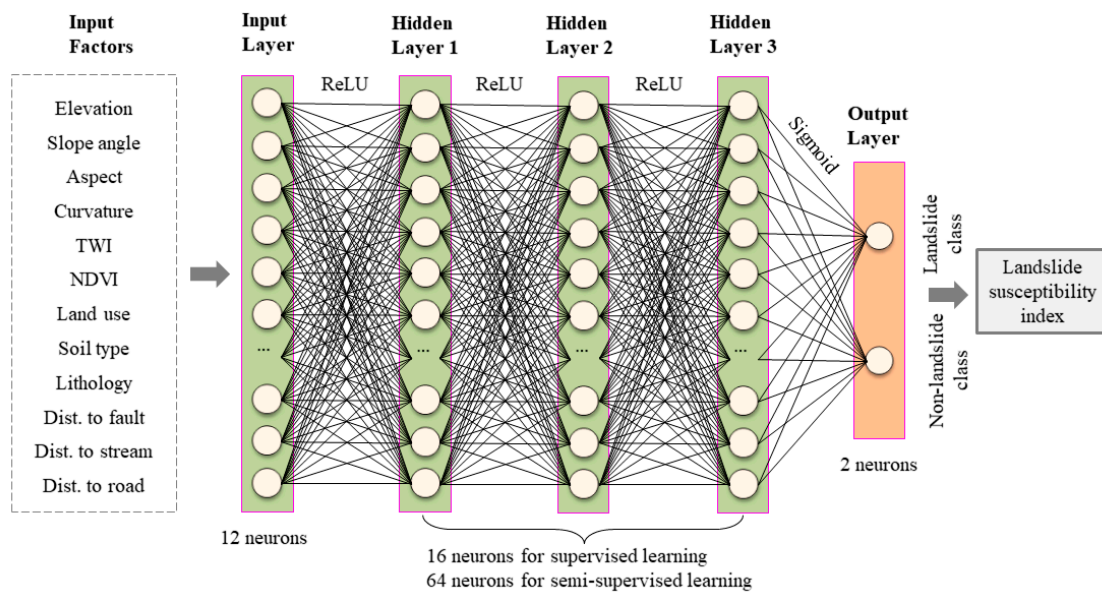 Input
Factors
Input
Layer
Hidden
Layer 1
Hidden
Layer 2
Hidden
Layer 3
Elevation
Slope angle
Aspect
Curvature
TWI
NDVI
Land use
Soil type
Lithology
Dist. to fault
Dist. to stream
Dist. to road
ReLU
ReLU
ReLU
...
...
...
...
Sigmoid
Output
Layer
Landslide
class
Non-landslide
class
Landslide
susceptibility
index
12 neurons
2 neurons
16 neurons for supervised learning
64 neurons for semi-supervised learning